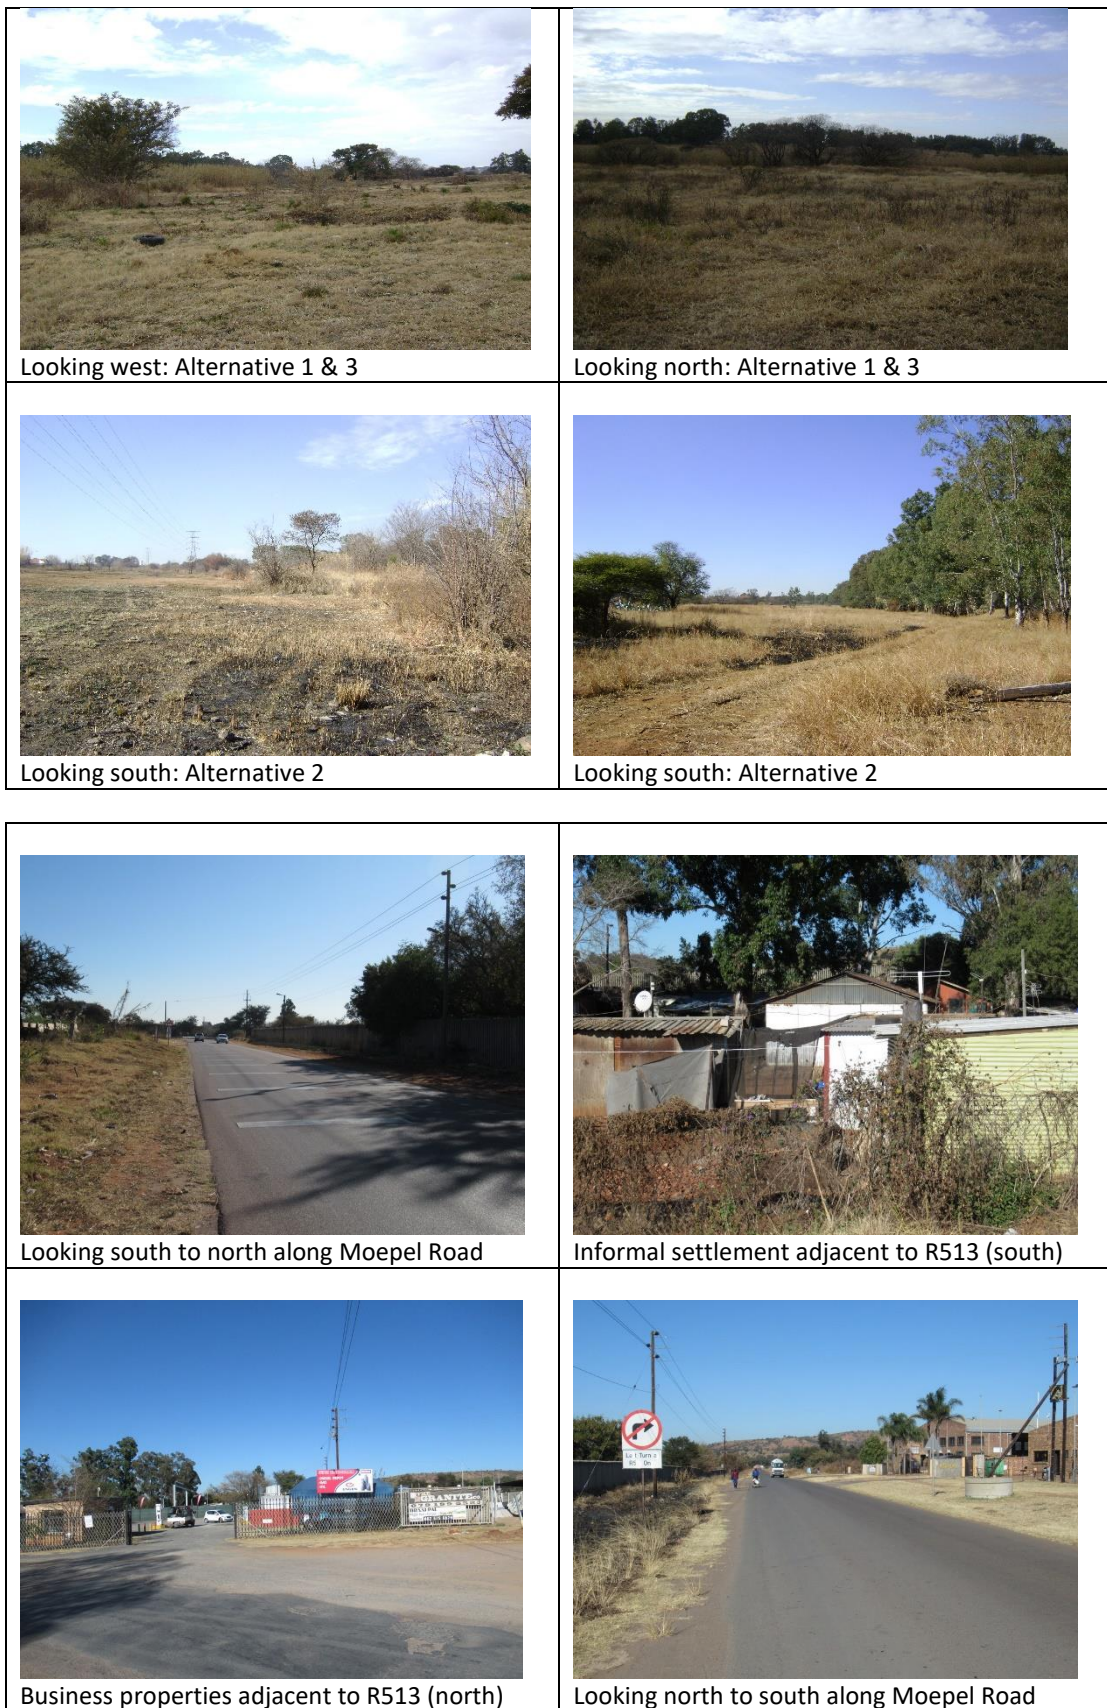 Looking west: Alternative 1 & 3
Looking north: Alternative 1 & 3
Looking south: Alternative 2
Looking south: Alternative 2
Looking south to north along Moepel Road
Informal settlement adjacent to R513 (south)
GRANITE
Turn
Business properties adjacent to R513 (north)
Looking north to south along Moepel Road